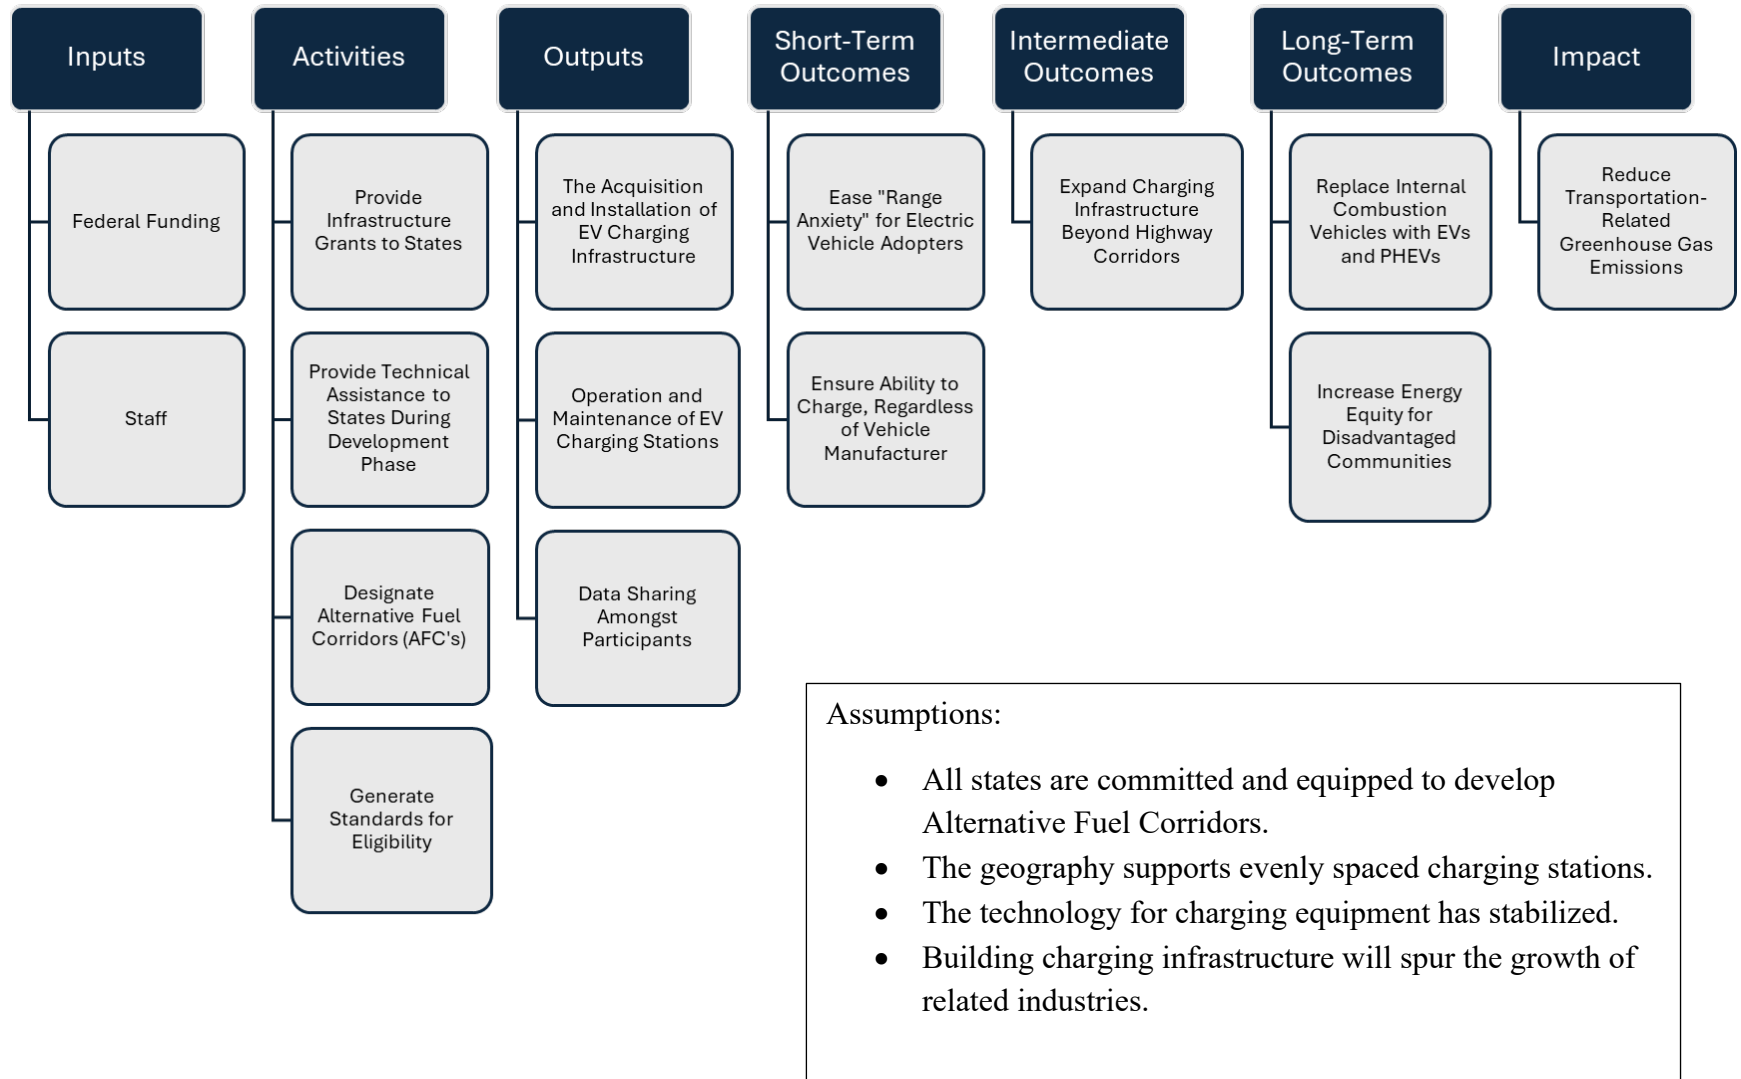 Inputs
Federal Funding
Staff
Activities
Provide
Infrastructure
Grants to States
Provide Technical
Assistance to
States During
Development
Phase
Designate
Alternative Fuel
Corridors (AFC's)
Generate
Standards for
Eligibility
Outputs
The Acquisition
and Installation of
EV Charging
Infrastructure
Operation and
Maintenance of EV
Charging Stations
Data Sharing
Amongst
Participants
Short-Term
Outcomes
Ease "Range
Anxiety" for Electric
Vehicle Adopters
Ensure Ability to
Charge, Regardless
of Vehicle
Manufacturer
Intermediate
Outcomes
Expand Charging
Infrastructure
Beyond Highway
Corridors
Long-Term
Outcomes
Replace Internal
Combustion
Vehicles with EVs
and PHEVs
Increase Energy
Equity for
Disadvantaged
Communities
Impact
Reduce
Transportation-
Related
Greenhouse Gas
Emissions
Assumptions:
• All states are committed and equipped to develop
Alternative Fuel Corridors.
• The geography supports evenly spaced charging stations.
• The technology for charging equipment has stabilized.
• Building charging infrastructure will spur the growth of
related industries.